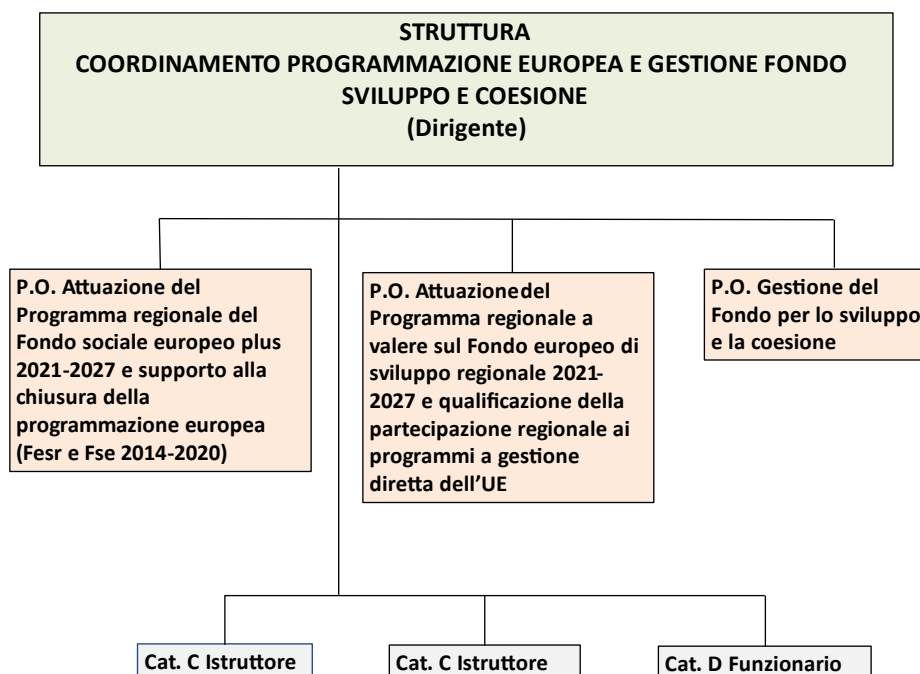 STRUTTURA
COORDINAMENTO PROGRAMMAZIONE EUROPEA E GESTIONE FONDO
SVILUPPO E COESIONE
(Dirigente)
P.O. Attuazione del
Programma regionale del
Fondo sociale europeo plus
2021-2027 e supporto alla
chiusura della
programmazione europea
(Fesr e Fse 2014-2020)
P.O. Attuazionedel
Programma regionale a
valere sul Fondo europeo di
sviluppo regionale 2021-
2027 e qualificazione della
partecipazione regionale ai
programmi a gestione
diretta dell’UE
P.O. Gestione del
Fondo per lo sviluppo
e la coesione
Cat. C Istruttore
Cat. C Istruttore
Cat. D Funzionario